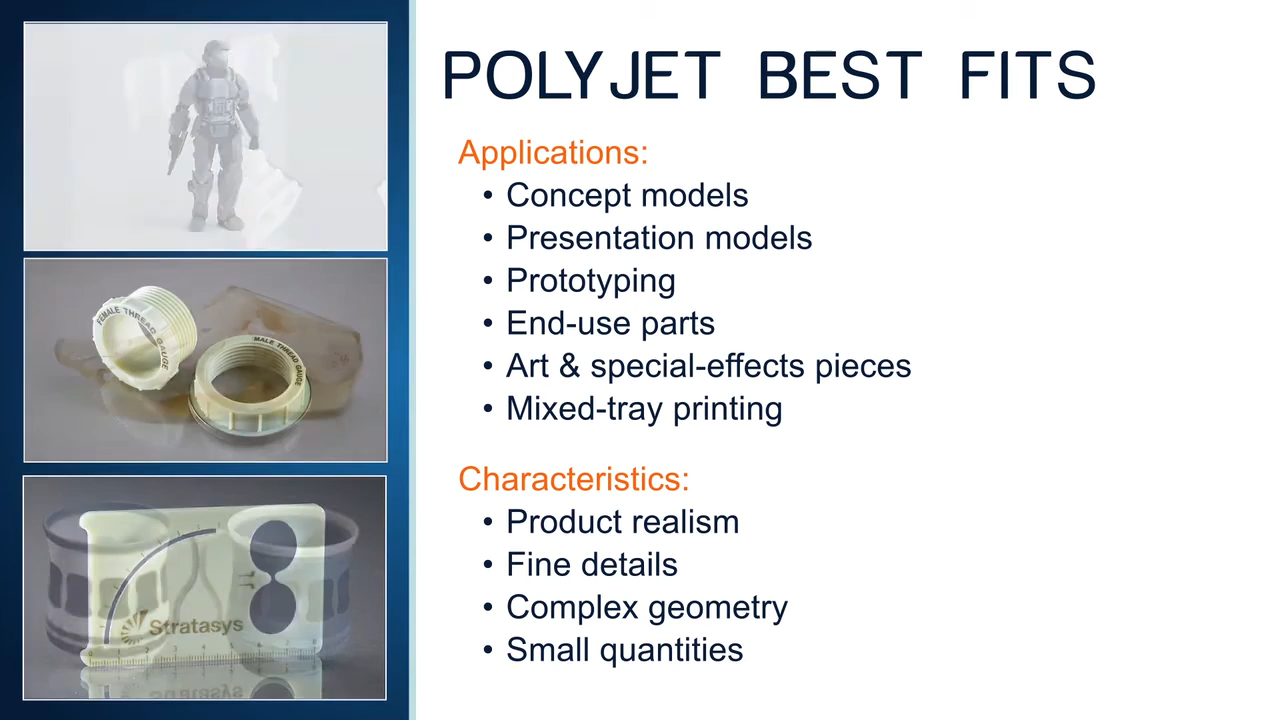 POLYJET BEST FITS
Applications:
• Concept models
• Presentation models
• Prototyping
• End-use parts
• Art & special-effects pieces
• Mixed-tray printing
Characteristics:
• Product realism
• Fine details
• Complex geometry
• Small quantities
FEMALE THREAD GAUGE
MALE THREAD GAUGE
Stratasys